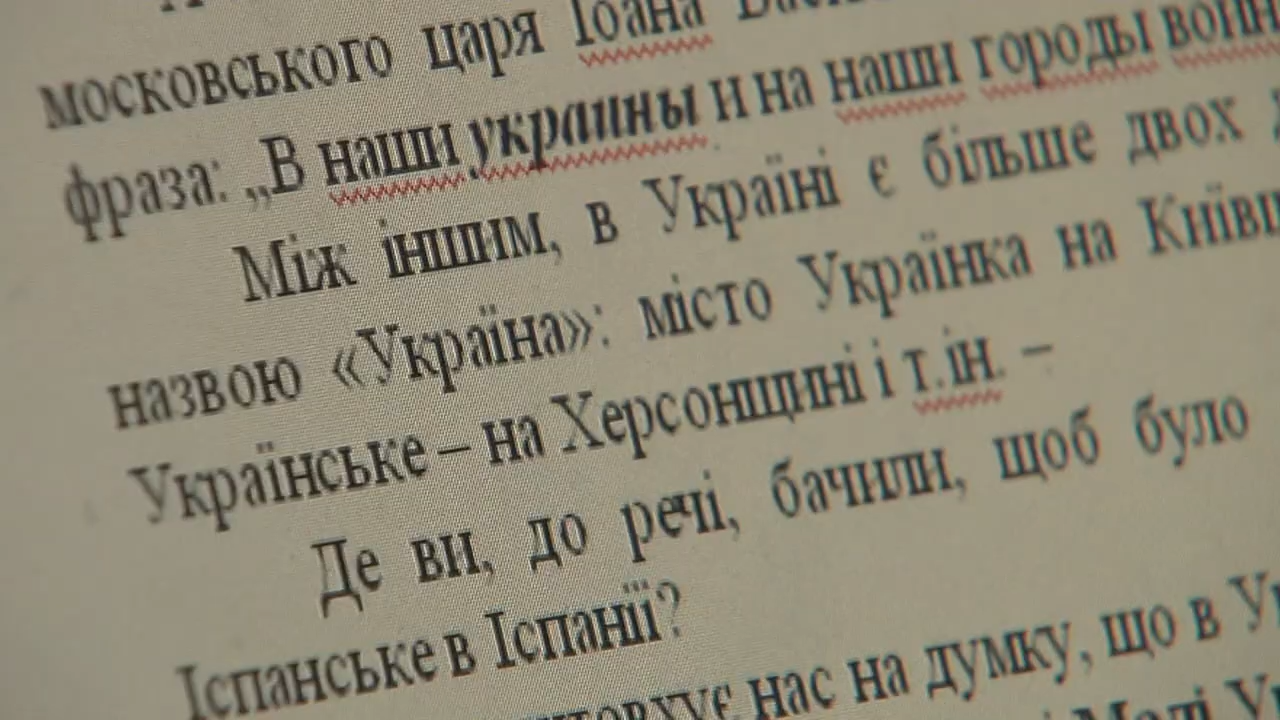 московського царя Іоана
фраза: „В наши украины и на наши городы
Між іншим, в Україні є більше двох
назвою «Україна»: місто Українка на
Українське – на Херсонщині і т.ін. –
Де ви, до речі, бачили, щоб було
Іспанське в Іспанії?
нас на думку, що в